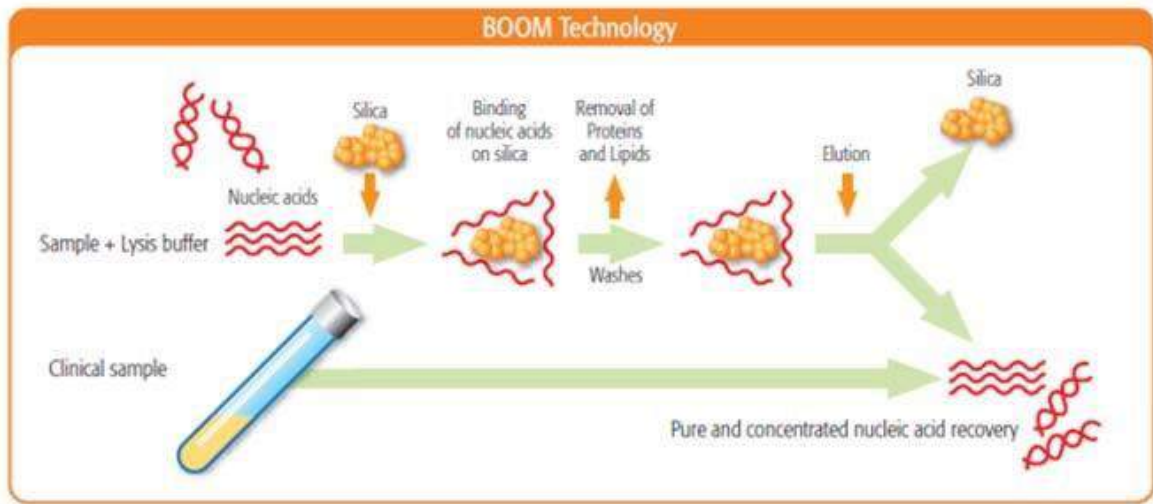 BOOM Technology
Silica
Binding
of nucleic acids
on silica
Removal of
Proteins
and Lipids
Elution
Silica
Nucleic acids
Sample + Lysis buffer
Washes
Clinical sample
Pure and concentrated nucleic acid recovery